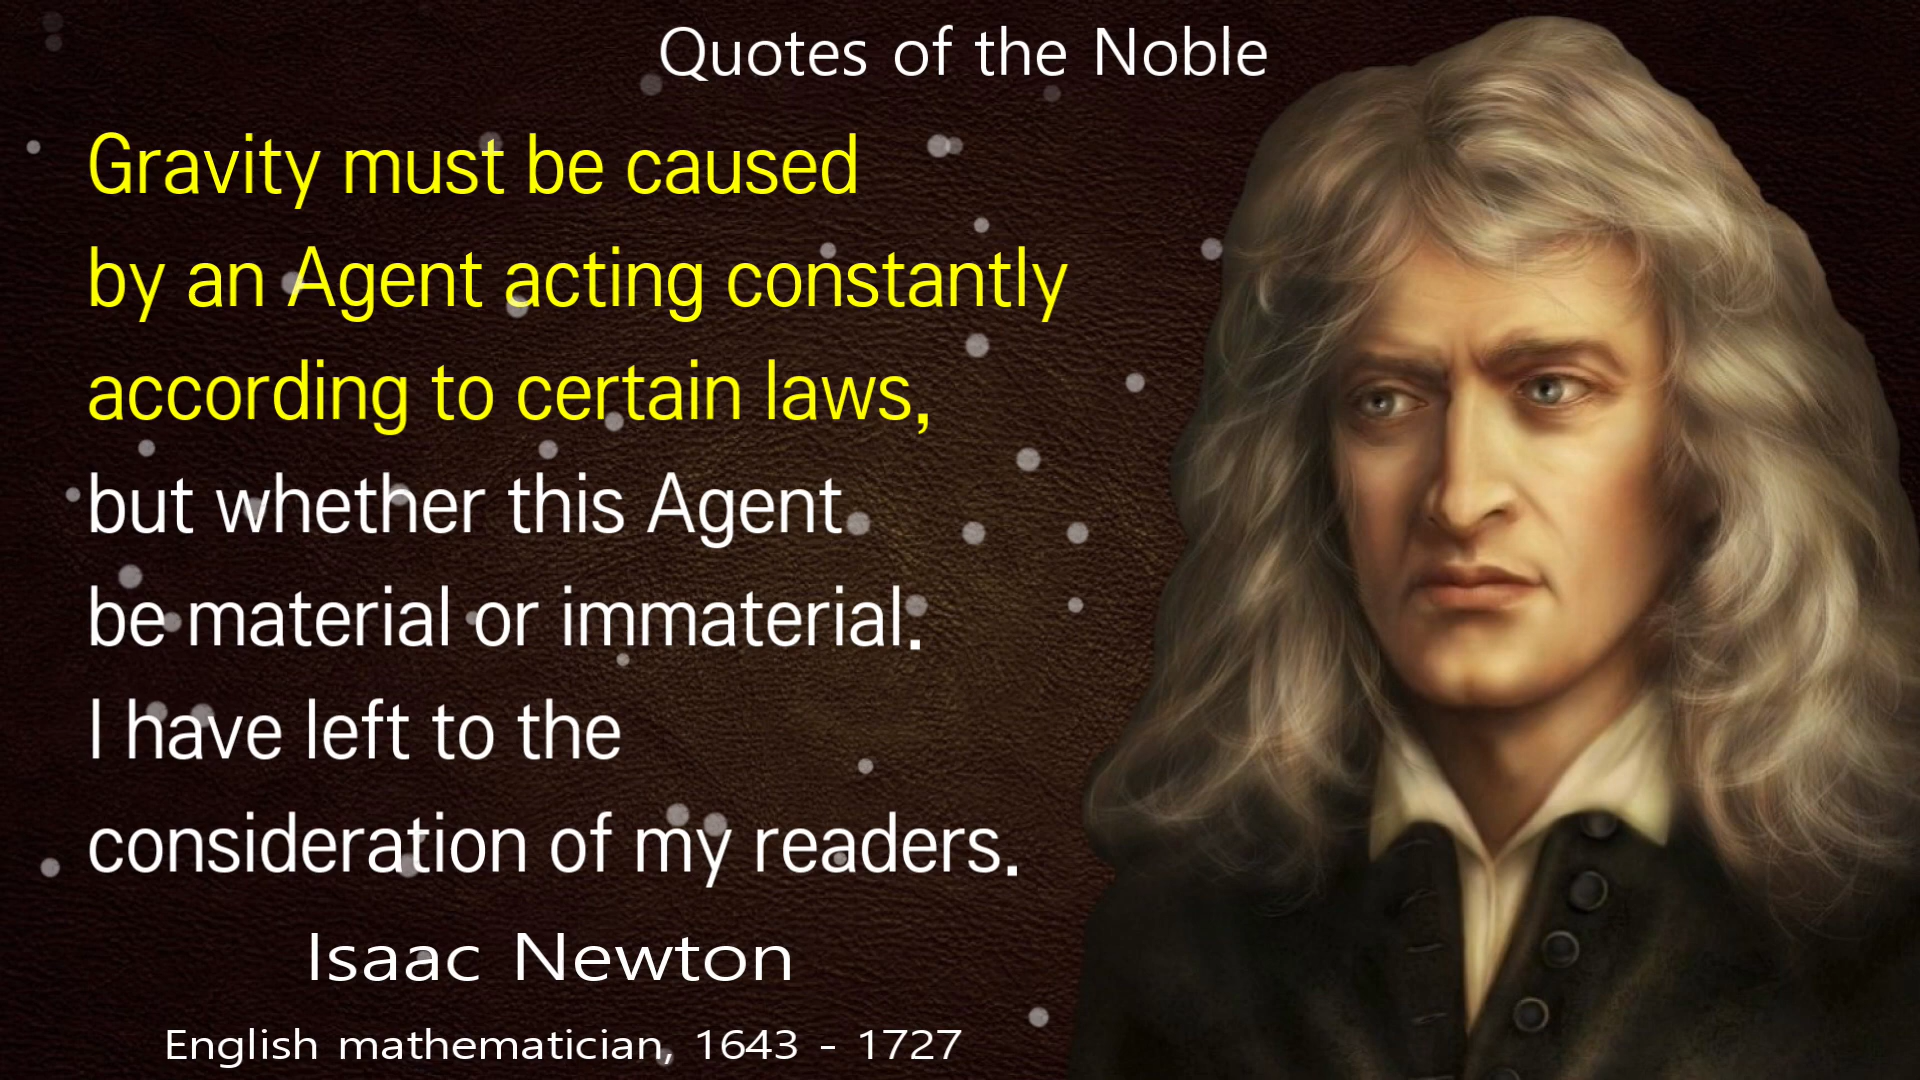 Quotes of the Noble
Gravity must be caused
by an Agent acting constantly
according to certain laws,
but whether this Agent
be material or immaterial.
I have left to the
consideration of my readers.
Isaac Newton
English mathematician, 1643 - 1727